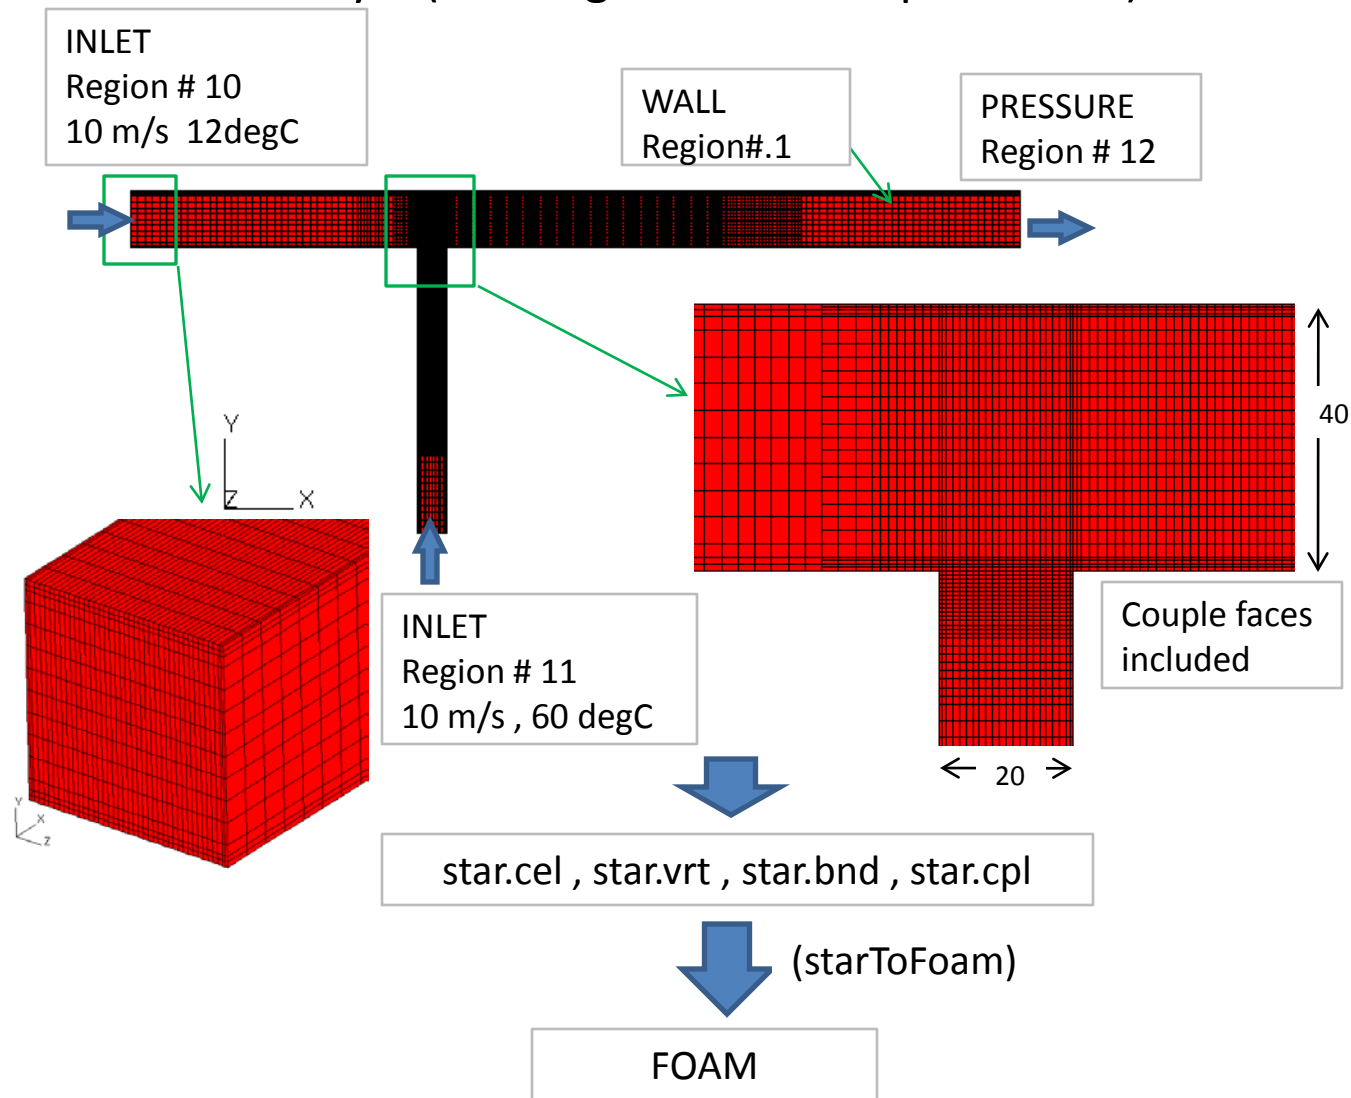 INLET
Region # 10
10 m/s 12degC
WALL
Region#.1
PRESSURE
Region # 12
40
Y
Z
X
INLET
Region # 11
10 m/s , 60 degC
Couple faces
included
20
Y
X
Z
star.cel , star.vrt , star.bnd , star.cpl
(starToFoam)
FOAM